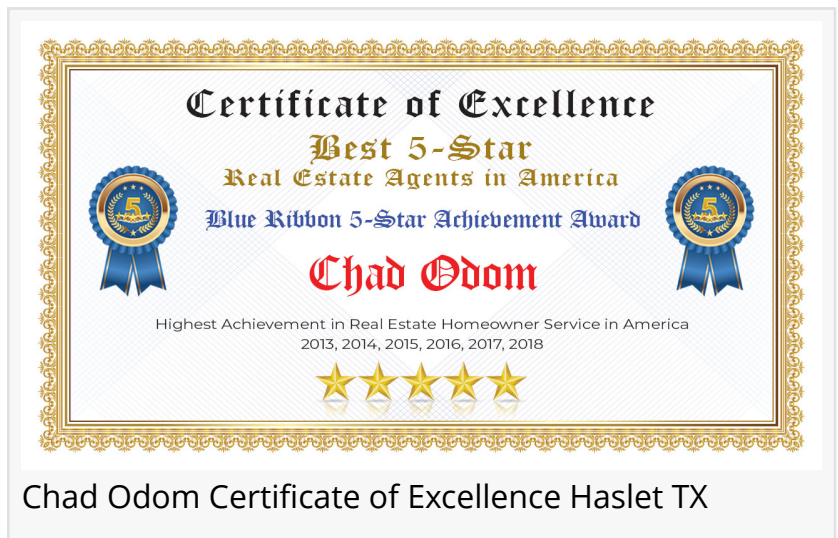 Certificate of Excellence
Best 5-Star
Real Estate Agents in America
Blue Ribbon 5-Star Achievement Award
5
5
Chad Odom
Highest Achievement in Real Estate Homeowner Service in America
2013, 2014, 2015, 2016, 2017, 2018
Chad Odom Certificate of Excellence Haslet TX